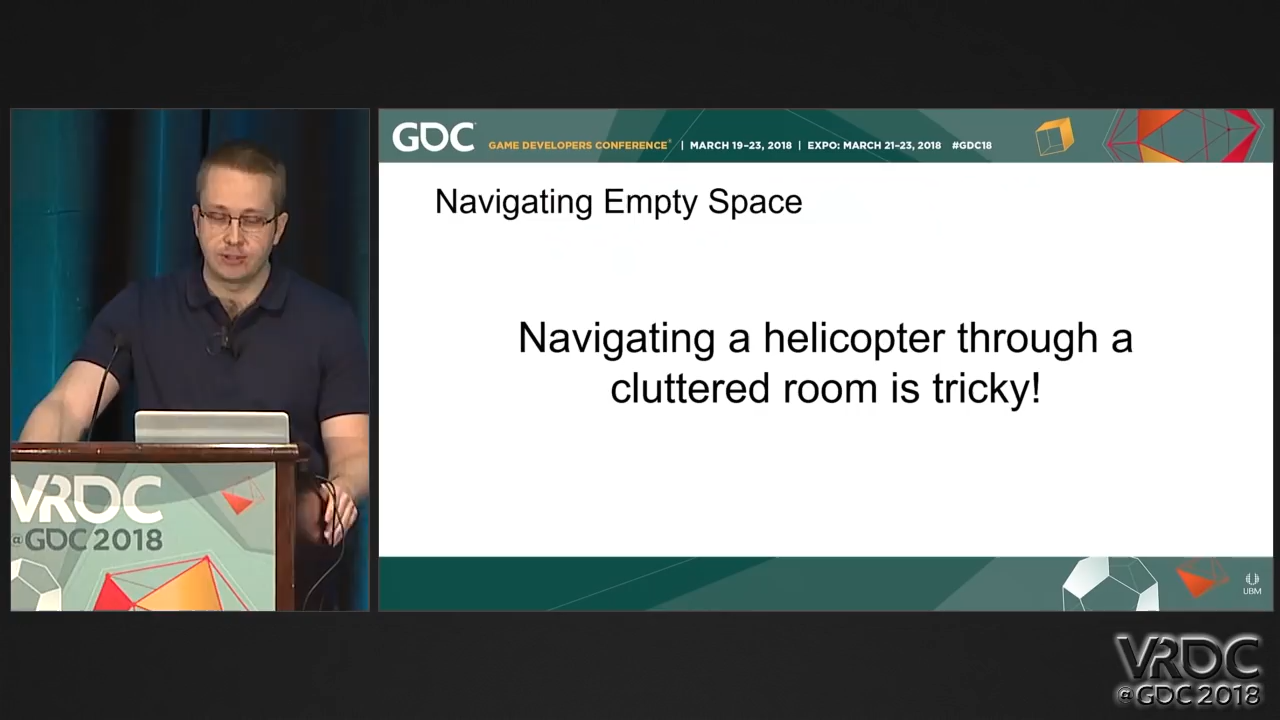 GDC
GAME DEVELOPERS CONFERENCE® | MARCH 19–23, 2018 | EXPO: MARCH 21–23, 2018 #GDC18
Navigating Empty Space
Navigating a helicopter through a
cluttered room is tricky!
VRDC
@GDC 2018
UBM
VRDC
@GDC 2018